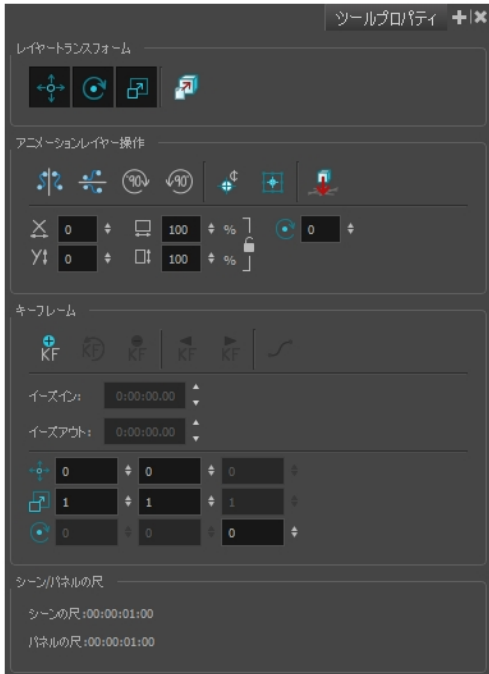 ツールプロパティ
レイヤートランスフォーム
アニメーションレイヤー操作
90 90
X 0 100 % 0
Y 0 100 %
キーフレーム
KF KF KF KF KF
イーズイン: 0:00:00.00
イーズアウト: 0:00:00.00
0 0 0
1 1 1
0 0 0
シーン/パネルの尺
シーンの尺:00:00:01:00
パネルの尺:00:00:01:00